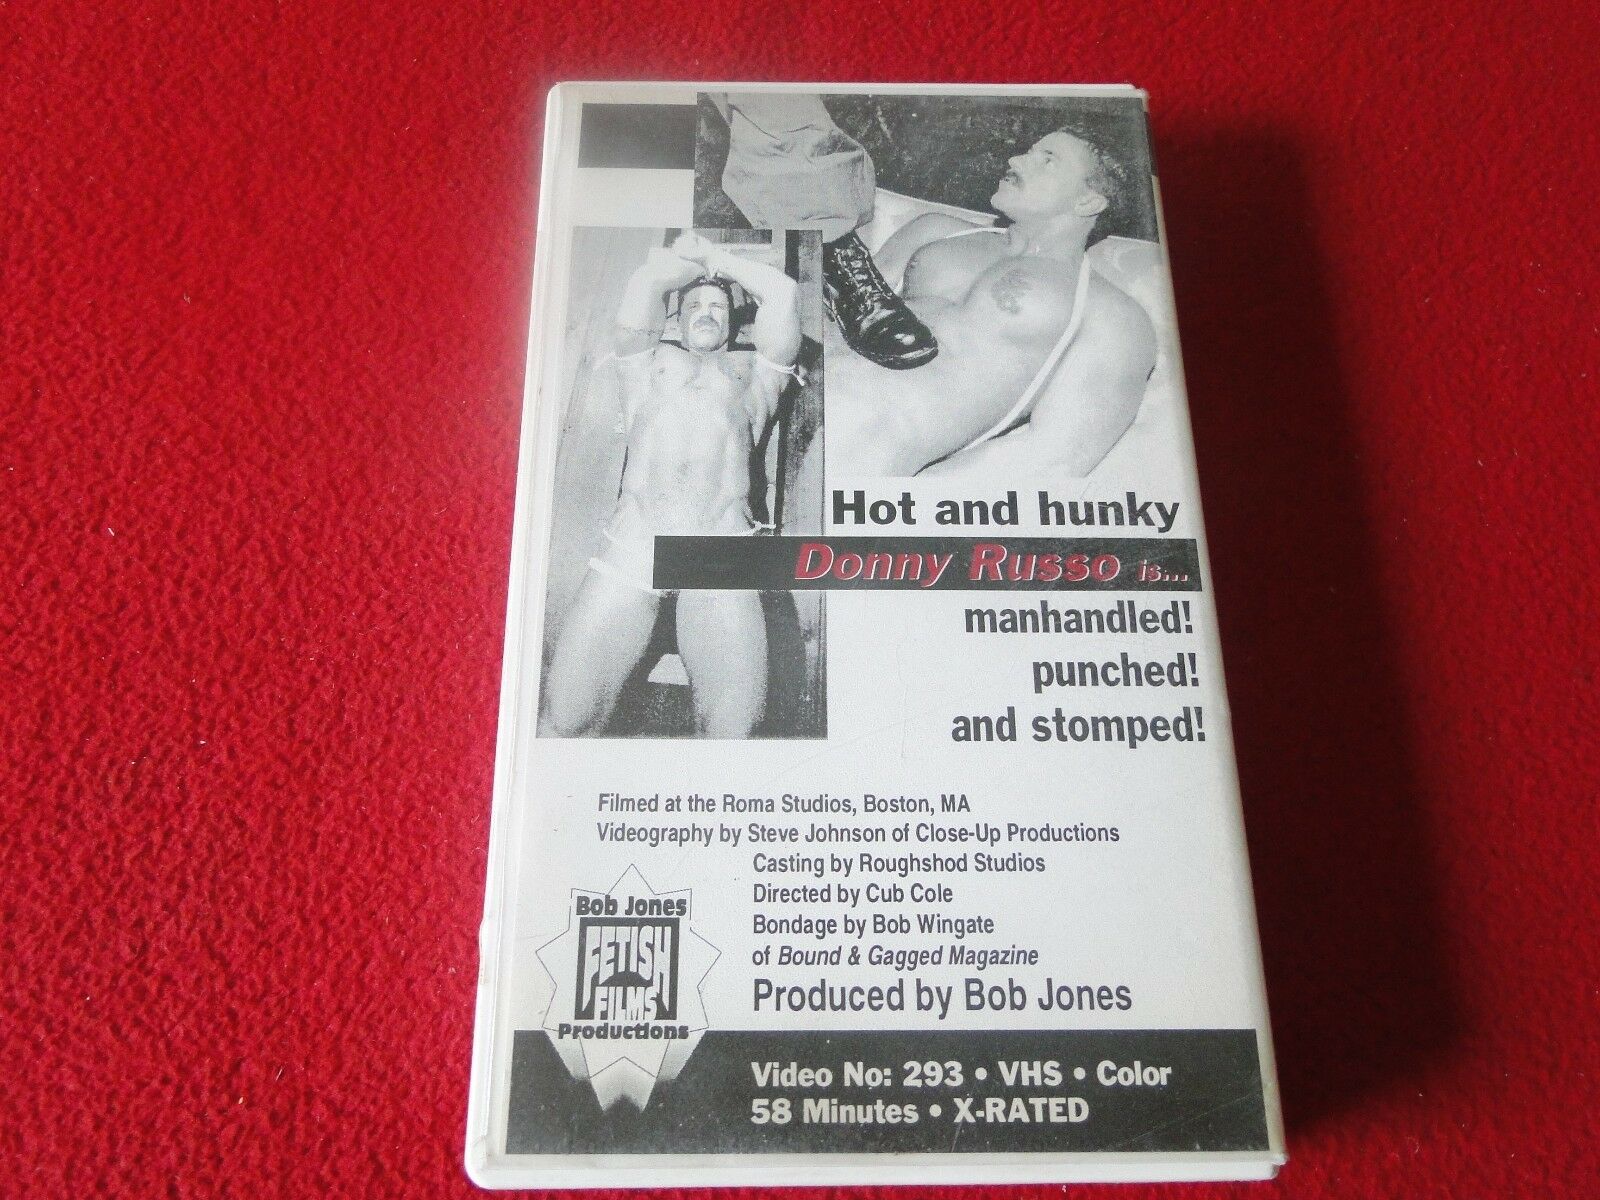 Hot and hunky
Donny Russo is...
manhandled!
punched!
and stomped!
Filmed at the Roma Studios, Boston, MA
Videography by Steve Johnson of Close-Up Productions
Casting by Roughshod Studios
Directed by Cub Cole
Bondage by Bob Wingate
of Bound & Gagged Magazine
Produced by Bob Jones
Bob Jones
FETISH
FILMS
Productions
Video No: 293 • VHS • Color
58 Minutes • X-RATED